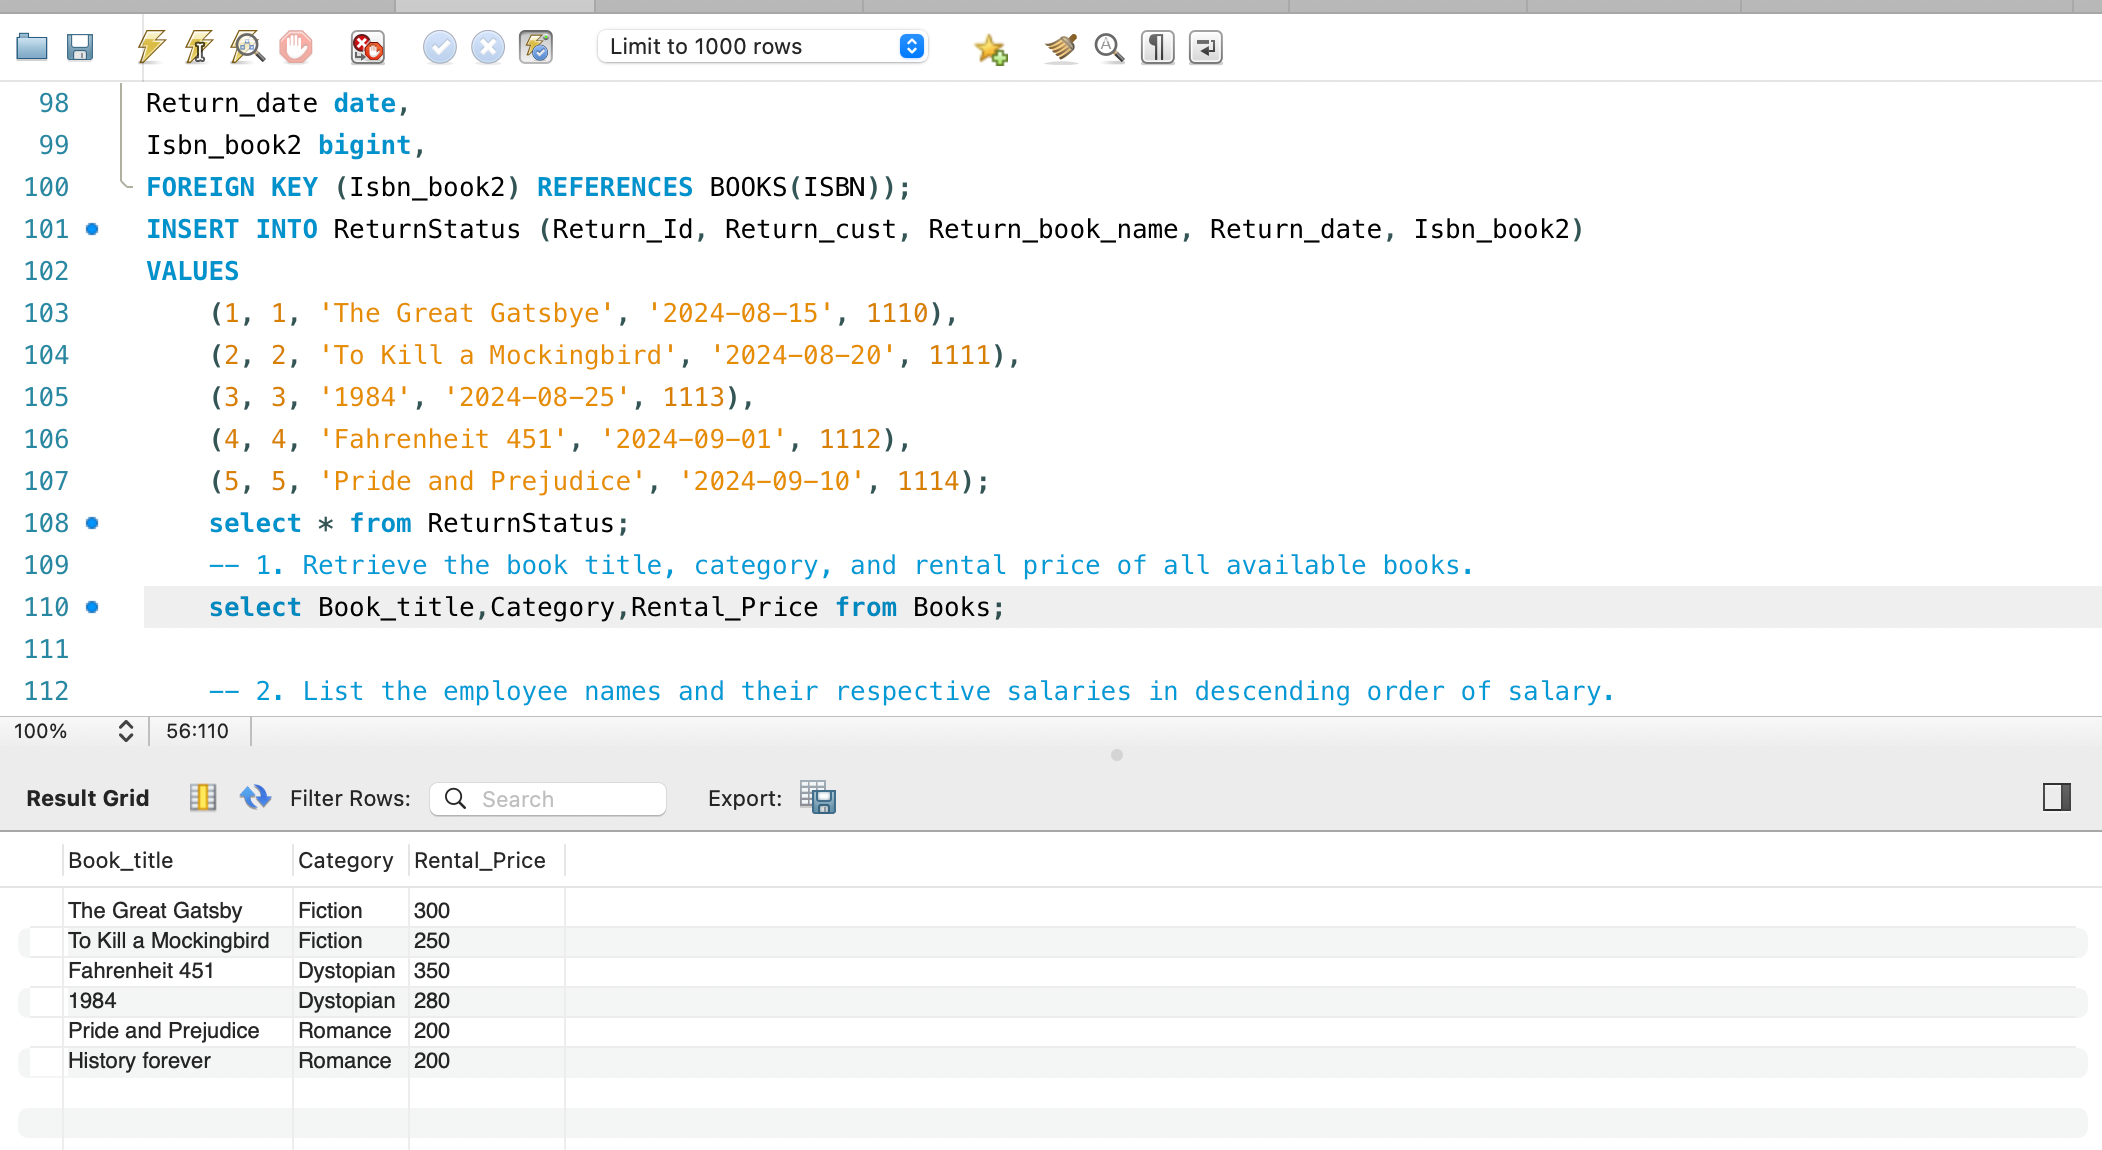 Limit to 1000 rows
98 Return_date date,
99 Isbn_book2 bigint,
100 FOREIGN KEY (Isbn_book2) REFERENCES BOOKS(ISBN));
101 INSERT INTO ReturnStatus (Return_Id, Return_cust, Return_book_name, Return_date, Isbn_book2)
102 VALUES
103 (1, 1, 'The Great Gatsbye', '2024-08-15', 1110),
104 (2, 2, 'To Kill a Mockingbird', '2024-08-20', 1111),
105 (3, 3, '1984', '2024-08-25', 1113),
106 (4, 4, 'Fahrenheit 451', '2024-09-01', 1112),
107 (5, 5, 'Pride and Prejudice', '2024-09-10', 1114);
108 select * from ReturnStatus;
109 -- 1. Retrieve the book title, category, and rental price of all available books.
110 select Book_title,Category,Rental_Price from Books;
111
112 -- 2. List the employee names and their respective salaries in descending order of salary.
100% 56:110
Result Grid Filter Rows: Search Export:
Book_title Category Rental_Price
The Great Gatsby Fiction 300
To Kill a Mockingbird Fiction 250
Fahrenheit 451 Dystopian 350
1984 Dystopian 280
Pride and Prejudice Romance 200
History forever Romance 200